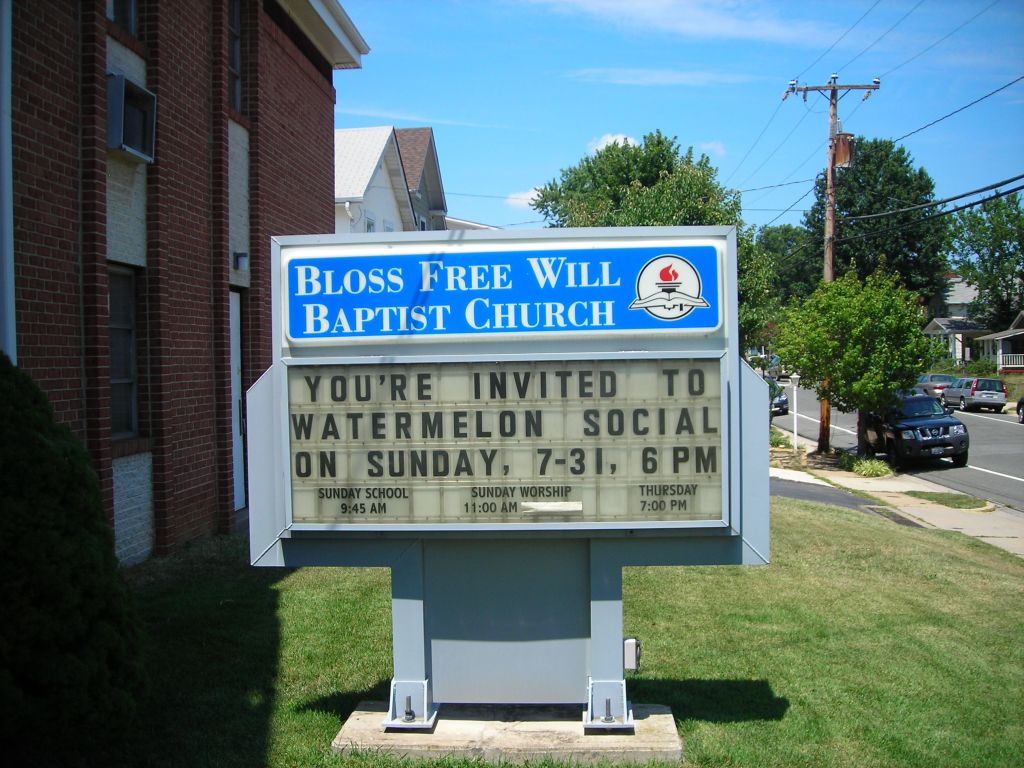 BLOSS FREE WILL
BAPTIST CHURCH
YOU'RE INVITED TO
WATERMELON SOCIAL
ON SUNDAY, 7-31, 6 PM
SUNDAY SCHOOL SUNDAY WORSHIP THURSDAY
9:45 AM 11:00 AM 7:00 PM